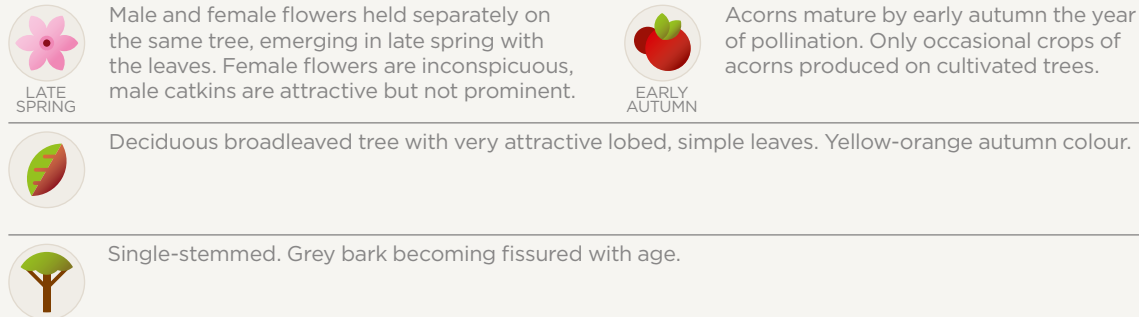 Male and female flowers held separately on
the same tree, emerging in late spring with
the leaves. Female flowers are inconspicuous,
male catkins are attractive but not prominent.
LATE
SPRING
Acorns mature by early autumn the year
of pollination. Only occasional crops of
acorns produced on cultivated trees.
EARLY
AUTUMN
Deciduous broadleaved tree with very attractive lobed, simple leaves. Yellow-orange autumn colour.
Single-stemmed. Grey bark becoming fissured with age.